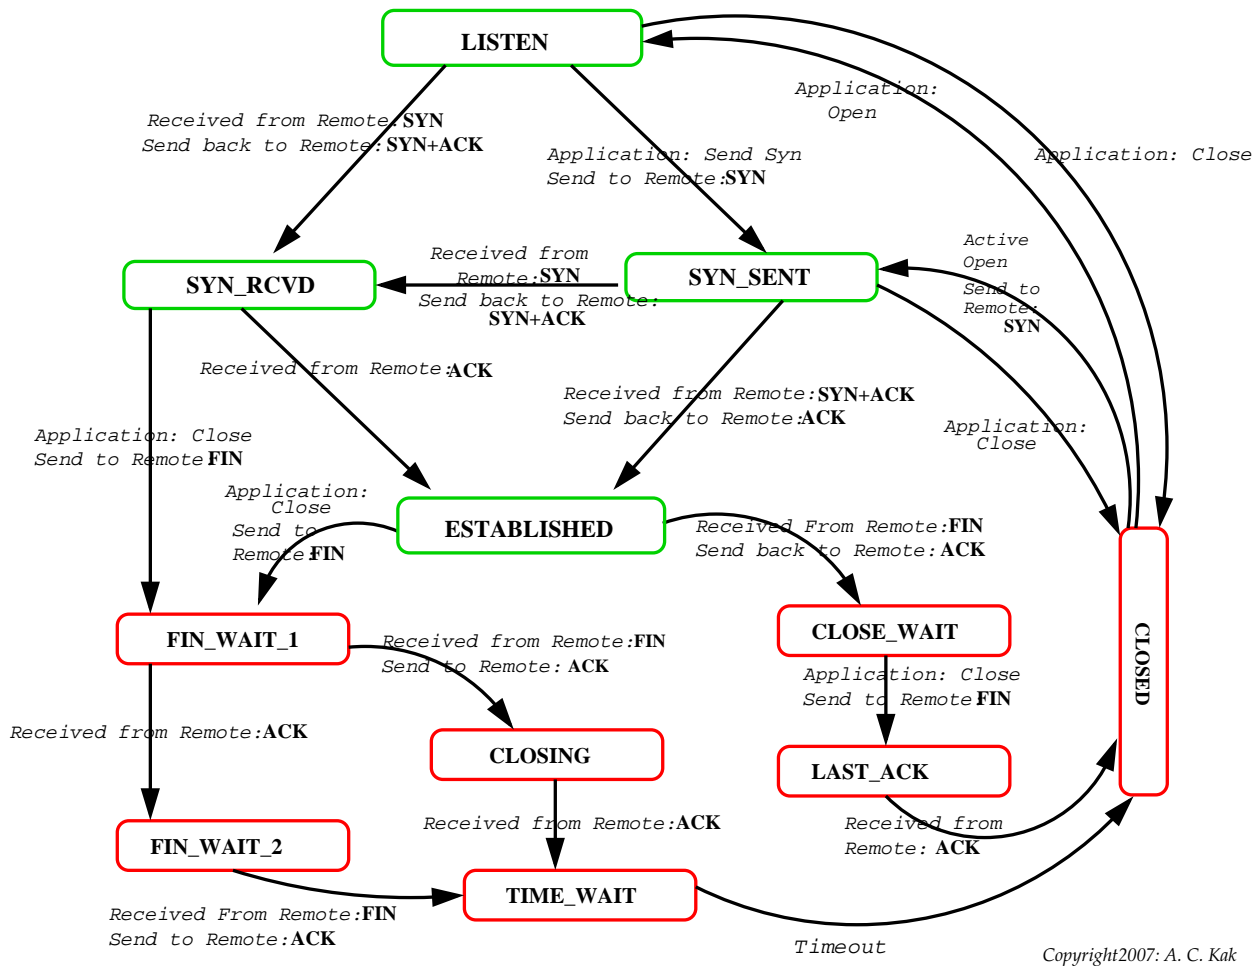 LISTEN
Application:
Open
Received from Remote: SYN
Send back to Remote: SYN+ACK
Application: Send Syn
Send to Remote:SYN
Application: Close
Received from
Remote:SYN
Send back to Remote:
SYN+ACK
Active
Open
Send to
Remote:
SYN
SYN_RCVD
SYN_SENT
Received from Remote:ACK
Received from Remote:SYN+ACK
Send back to Remote:ACK
Application:
Close
Application: Close
Send to Remote FIN
Application:
Close
Send to
Remote:FIN
ESTABLISHED
Received From Remote:FIN
Send back to Remote: ACK
FIN_WAIT_1
Received from Remote:FIN
Send to Remote: ACK
CLOSE_WAIT
CLOSED
Application: Close
Send to Remote:FIN
Received from Remote:ACK
CLOSING
LAST_ACK
Received from Remote:ACK
Received from
Remote: ACK
FIN_WAIT_2
TIME_WAIT
Received From Remote:FIN
Send to Remote:ACK
Timeout
Copyright2007: A. C. Kak